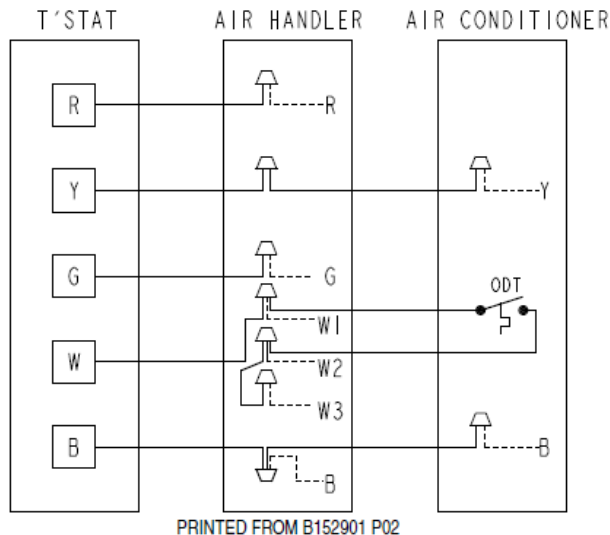 T'STAT AIR HANDLER AIR CONDITIONER
R R
Y Y
G G
ODT
W1
W W2
W3
B B
B
PRINTED FROM B152901 P02